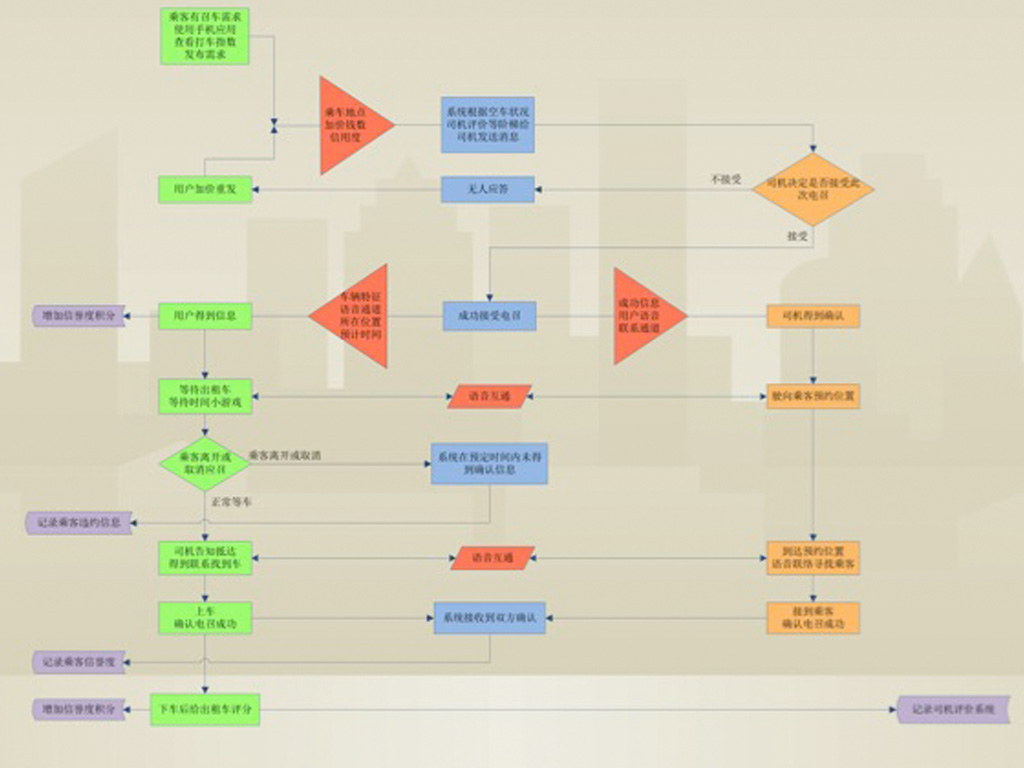 乘客有召车需求
使用手机应用
查看打车指数
发布需求
乘车地点
加价钱数
信用度
系统根据空车状况
司机评价等阶梯给
司机发送消息
用户加价重发
无人应答
不接受
司机决定是否接受此
次电召
接受
增加信誉度积分
用户得到信息
车辆特征
语音通道
所在位置
预计时间
成功接受电召
成功信息
用户语音
联系通道
司机得到确认
等待出租车
等待时间小游戏
语音互通
驶向乘客预约位置
乘客离开或
取消应召
乘客离开或取消
系统在预定时间内未得
到确认信息
正常等车
记录乘客违约信息
司机告知抵达
得到联系找到车
语音互通
到达预约位置
语音联络寻找乘客
上车
确认电召成功
系统接收到双方确认
接到乘客
确认电召成功
记录乘客信誉度
增加信誉度积分
下车后给出租车评分
记录司机评价系统